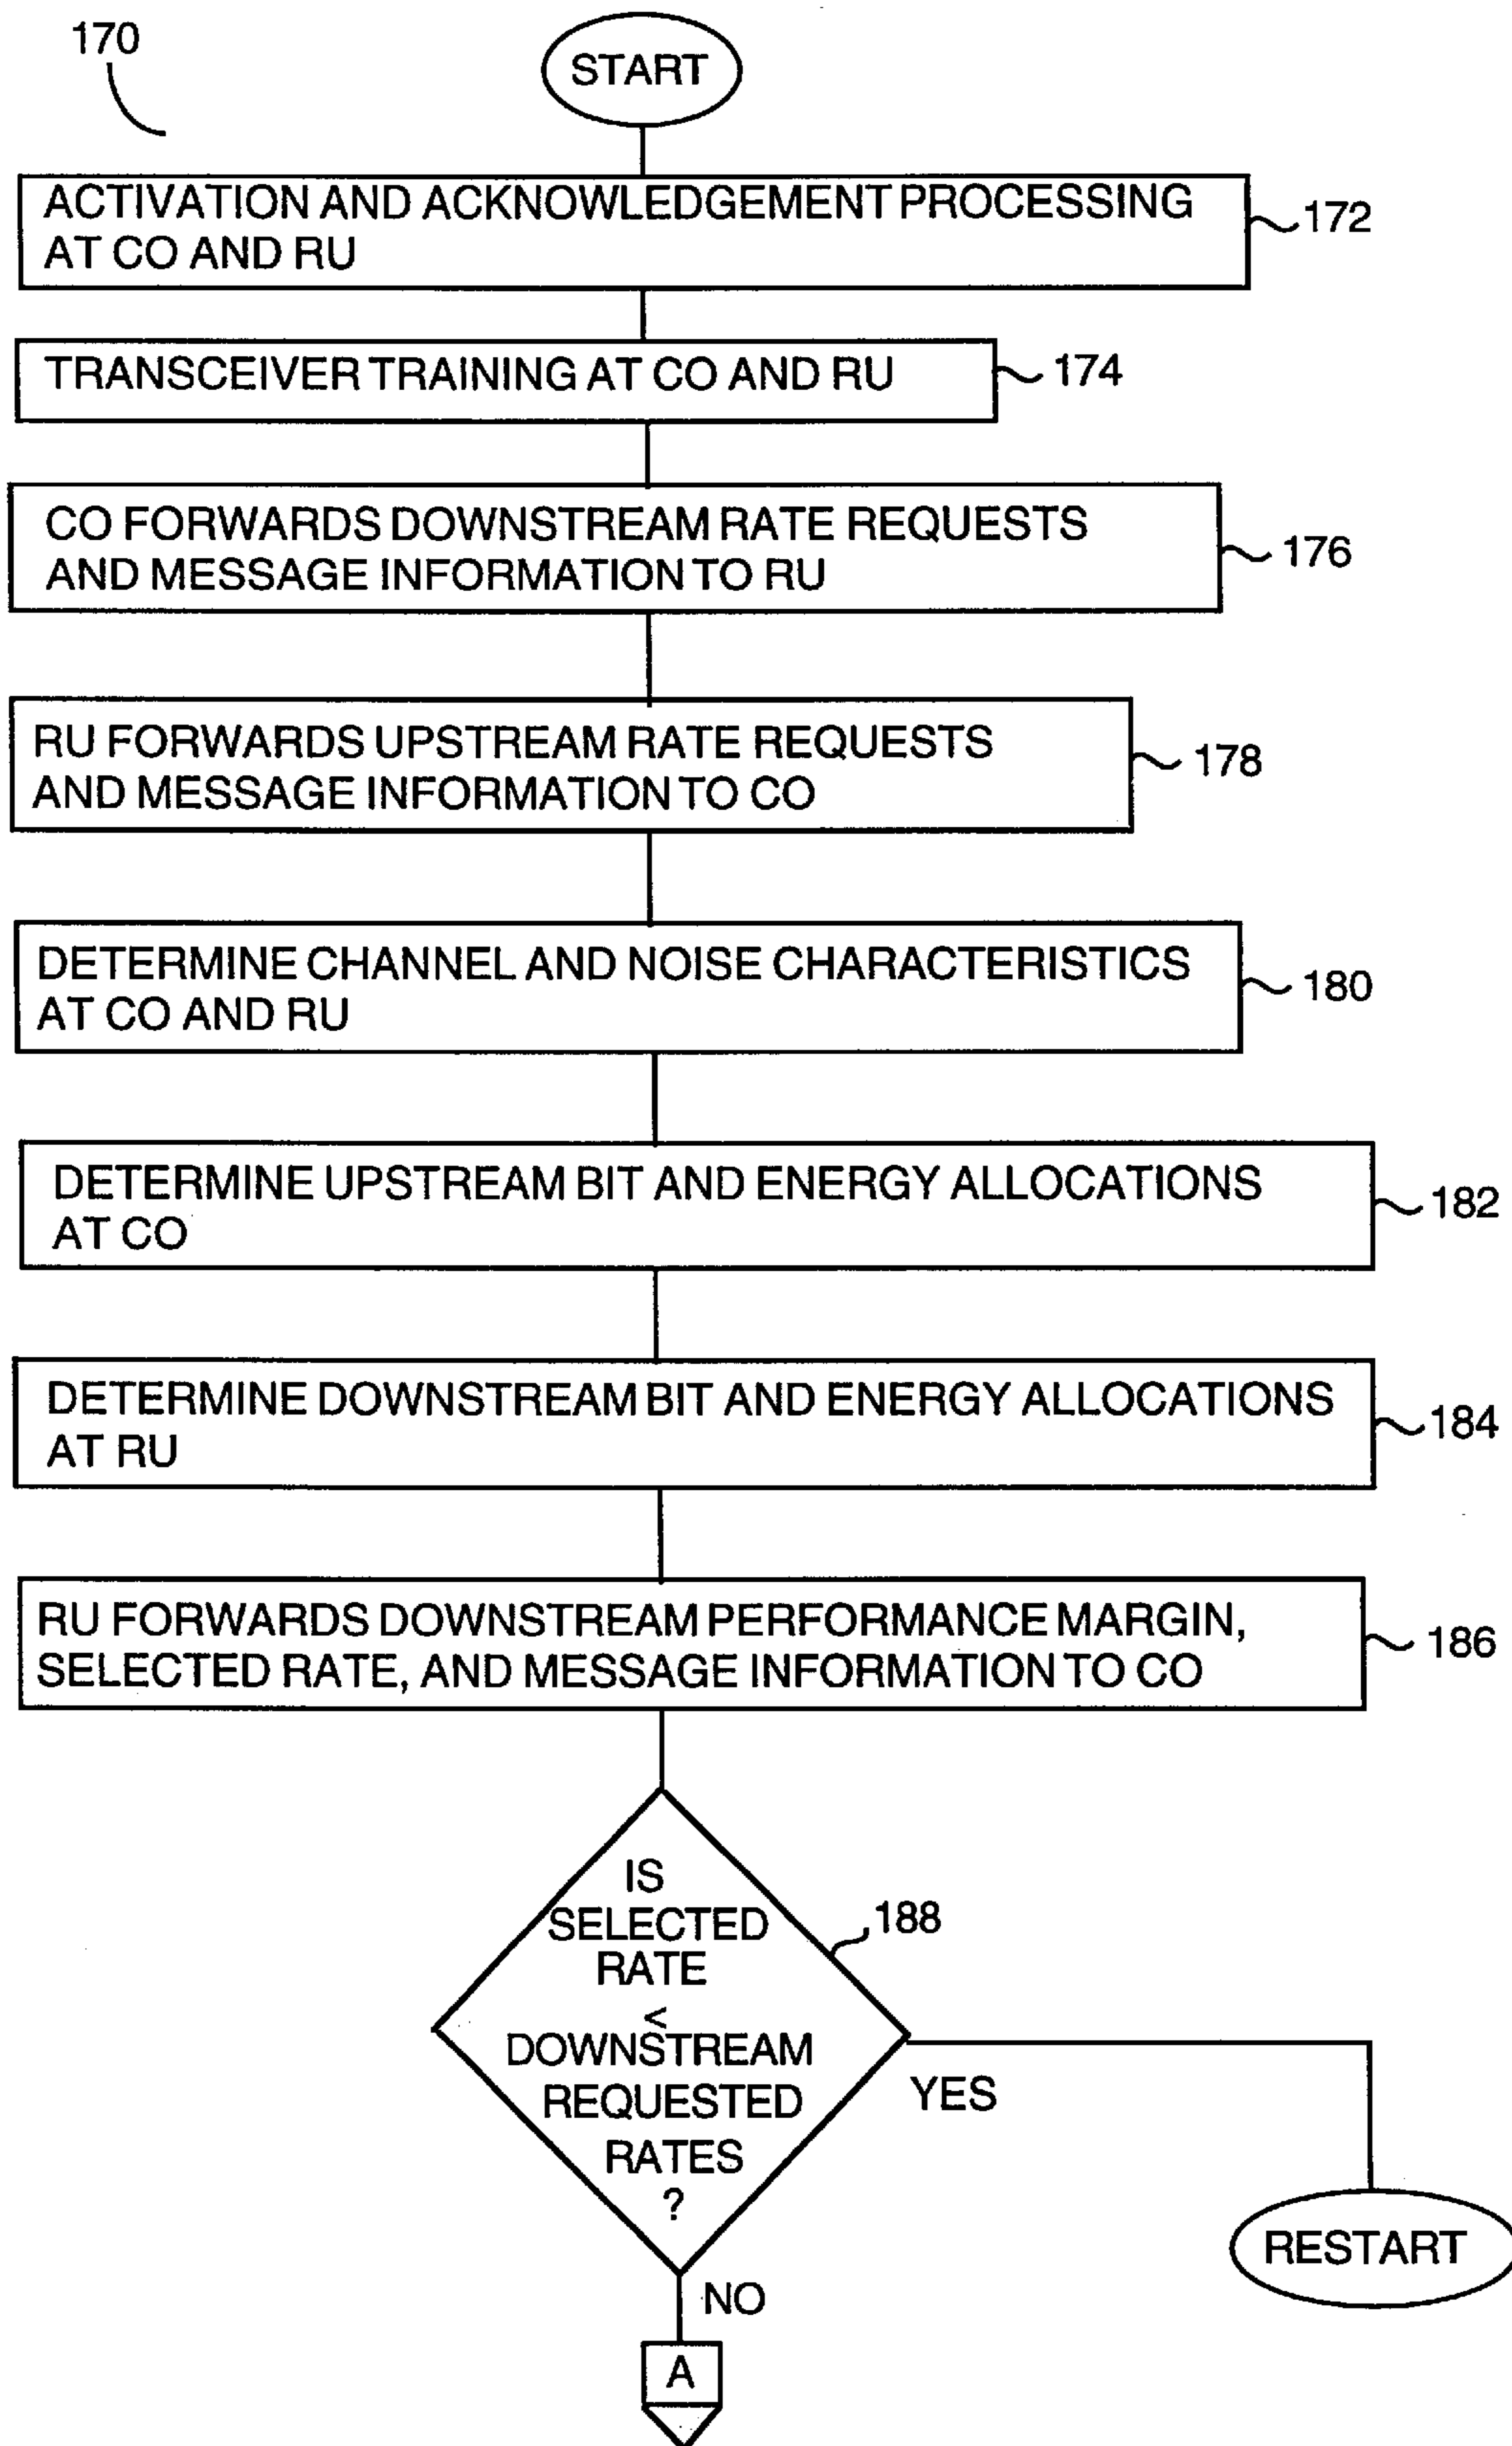 170
START
ACTIVATION AND ACKNOWLEDGEMENT PROCESSING
AT CO AND RU
172
TRANSCEIVER TRAINING AT CO AND RU
174
CO FORWARDS DOWNSTREAM RATE REQUESTS
AND MESSAGE INFORMATION TO RU
176
RU FORWARDS UPSTREAM RATE REQUESTS
AND MESSAGE INFORMATION TO CO
178
DETERMINE CHANNEL AND NOISE CHARACTERISTICS
AT CO AND RU
180
DETERMINE UPSTREAM BIT AND ENERGY ALLOCATIONS
AT CO
182
DETERMINE DOWNSTREAM BIT AND ENERGY ALLOCATIONS
AT RU
184
RU FORWARDS DOWNSTREAM PERFORMANCE MARGIN,
SELECTED RATE, AND MESSAGE INFORMATION TO CO
186
IS
SELECTED
RATE
<
DOWNSTREAM
REQUESTED
RATES
?
188
YES
RESTART
NO
A